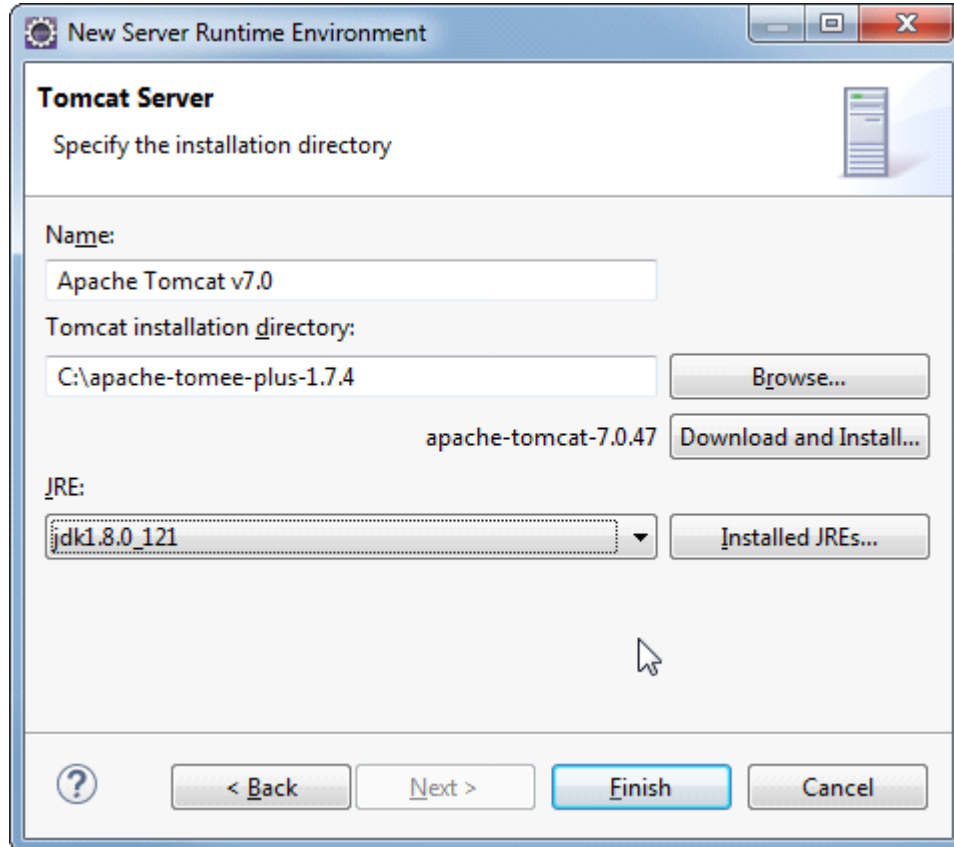 New Server Runtime Environment
Tomcat Server
Specify the installation directory
Name:
Apache Tomcat v7.0
Tomcat installation directory:
C:\apache-tomee-plus-1.7.4
Browse...
apache-tomcat-7.0.47 Download and Install...
JRE:
jdk1.8.0_121
Installed JREs...
?
< Back
Next >
Finish
Cancel